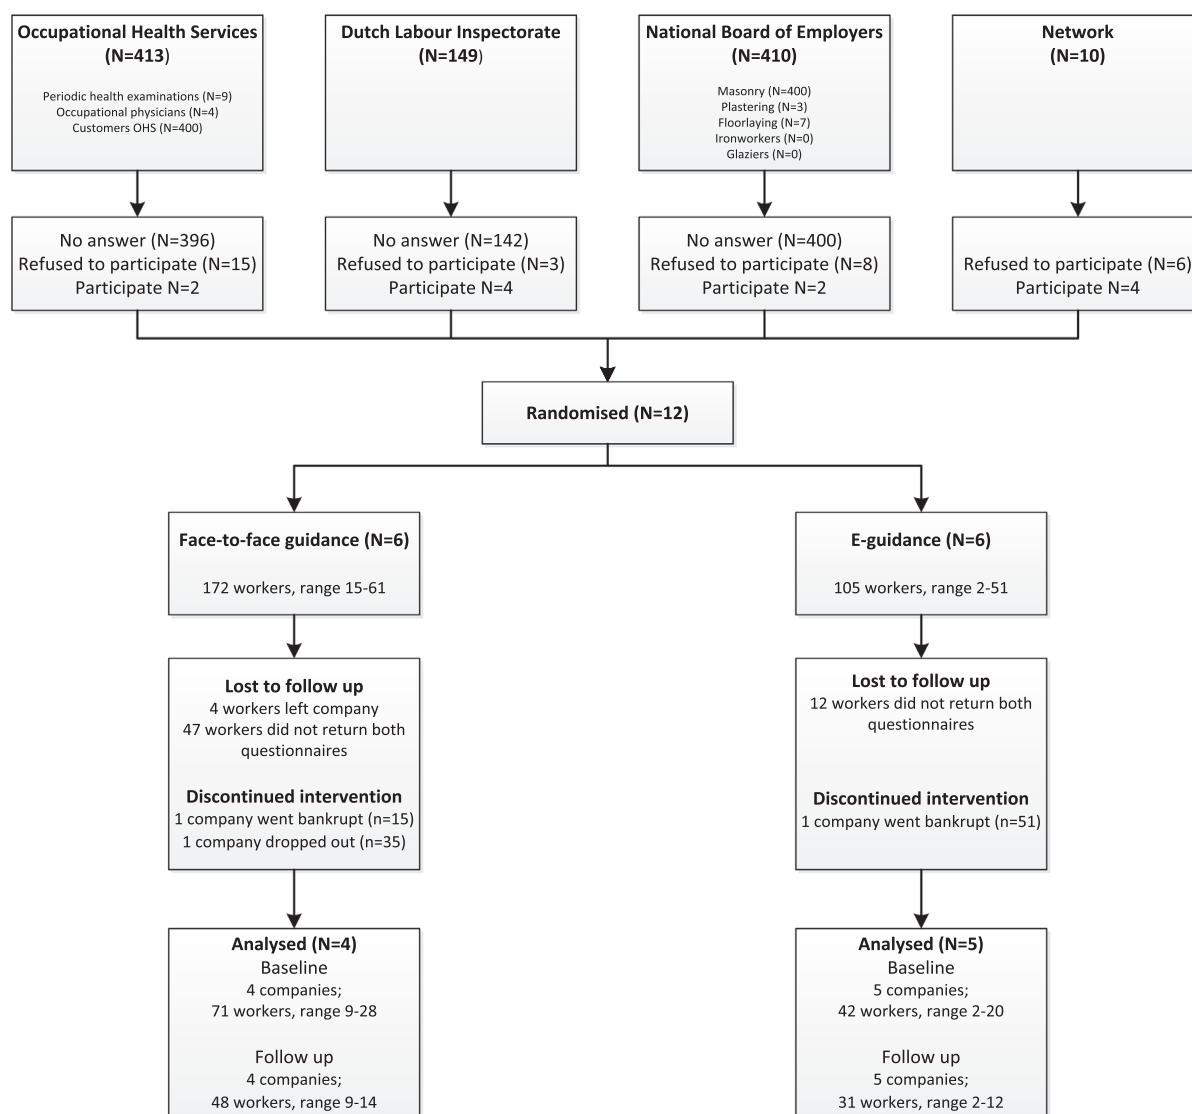 Occupational Health Services
(N=413)
Periodic health examinations (N=9)
Occupational physicians (N=4)
Customers OHS (N=400)
Dutch Labour Inspectorate
(N=149)
National Board of Employers
(N=410)
Masonry (N=400)
Plastering (N=3)
Floorlaying (N=7)
Ironworkers (N=0)
Glaziers (N=0)
Network
(N=10)
No answer (N=396)
Refused to participate (N=15)
Participate N=2
No answer (N=142)
Refused to participate (N=3)
Participate N=4
No answer (N=400)
Refused to participate (N=8)
Participate N=2
Refused to participate (N=6)
Participate N=4
Randomised (N=12)
Face-to-face guidance (N=6)
172 workers, range 15-61
E-guidance (N=6)
105 workers, range 2-51
Lost to follow up
4 workers left company
47 workers did not return both
questionnaires
Discontinued intervention
1 company went bankrupt (n=15)
1 company dropped out (n=35)
Lost to follow up
12 workers did not return both
questionnaires
Discontinued intervention
1 company went bankrupt (n=51)
Analysed (N=4)
Baseline
4 companies;
71 workers, range 9-28
Follow up
4 companies;
48 workers, range 9-14
Analysed (N=5)
Baseline
5 companies;
42 workers, range 2-20
Follow up
5 companies;
31 workers, range 2-12